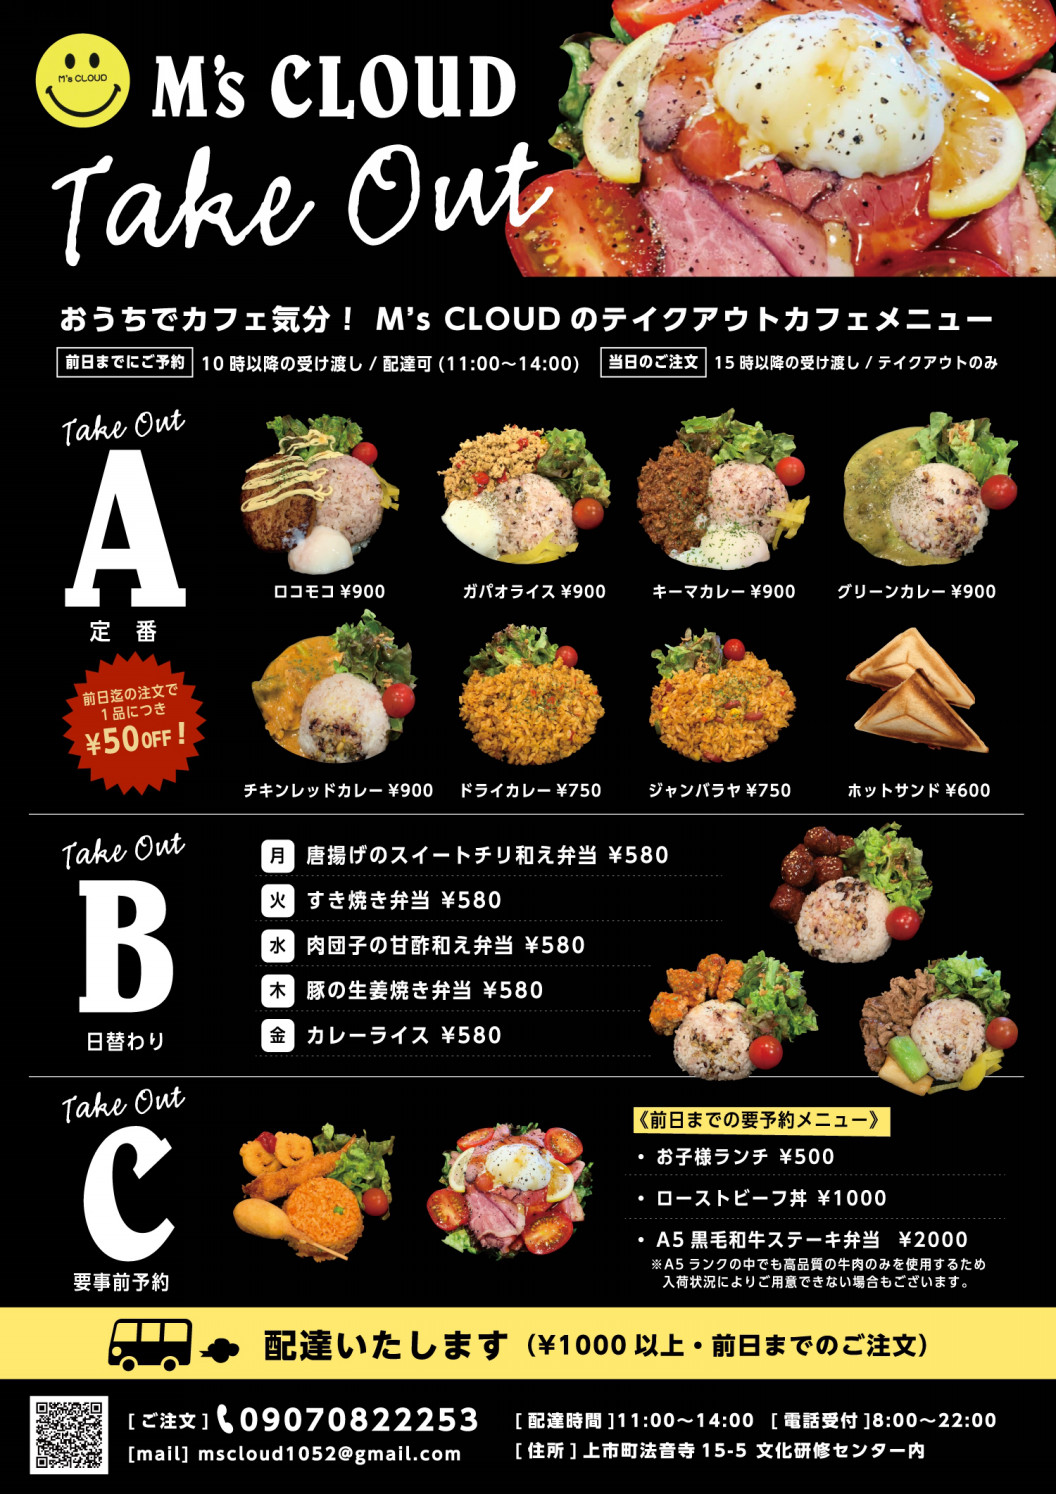 M's CLOUD
M's CLOUD
Take Out
おうちでカフェ気分！ M's CLOUDのテイクアウトカフェメニュー
前日までにご予約 10時以降の受け渡し / 配達可 (11:00〜14:00) 当日のご注文 15時以降の受け渡し / テイクアウトのみ
Take Out
A
定 番
前日迄の注文で
1品につき
¥50OFF！
ロコモコ ¥900 ガパオライス ¥900 キーマカレー ¥900 グリーンカレー ¥900
チキンレッドカレー ¥900 ドライカレー ¥750 ジャンバラヤ ¥750 ホットサンド ¥600
Take Out
B
日替わり
月 唐揚げのスイートチリ和え弁当 ¥580
火 すき焼き弁当 ¥580
水 肉団子の甘酢和え弁当 ¥580
木 豚の生姜焼き弁当 ¥580
金 カレーライス ¥580
Take Out
C
要事前予約
《前日までの要予約メニュー》
・ お子様ランチ ¥500
・ ローストビーフ丼 ¥1000
・ A5黒毛和牛ステーキ弁当 ¥2000
※A5ランクの中でも高品質の牛肉のみを使用するため
入荷状況によりご用意できない場合もございます。
配達いたします（¥1000以上・前日までのご注文）
[ ご注文 ] 09070822253 [ 配達時間 ]11:00〜14:00 [ 電話受付 ]8:00〜22:00
[mail] mscloud1052@gmail.com [ 住所 ] 上市町法音寺15-5 文化研修センター内